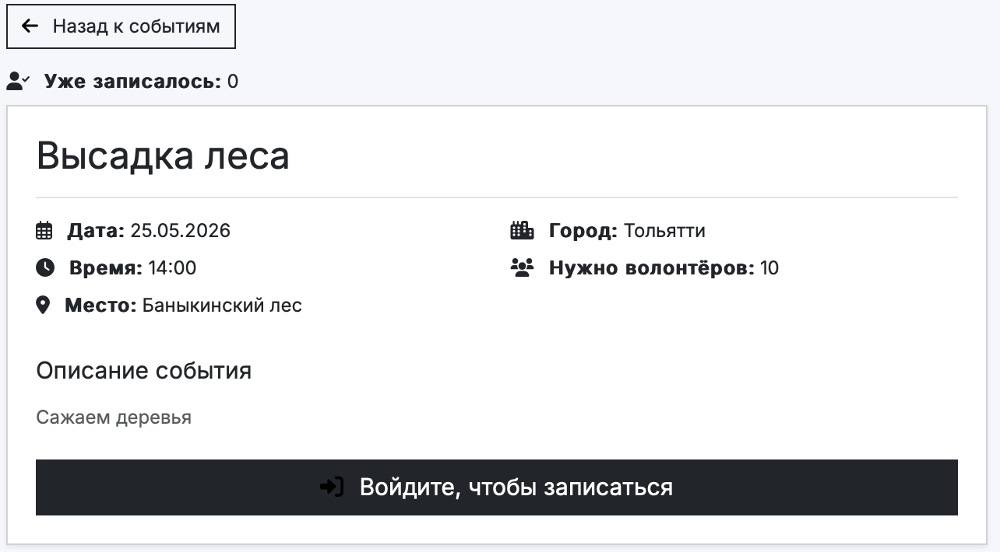 Назад к событиям
Уже записалось: 0
Высадка леса
Дата: 25.05.2026
Город: Тольятти
Время: 14:00
Нужно волонтёров: 10
Место: Баныкинский лес
Описание события
Сажаем деревья
Войдите, чтобы записаться